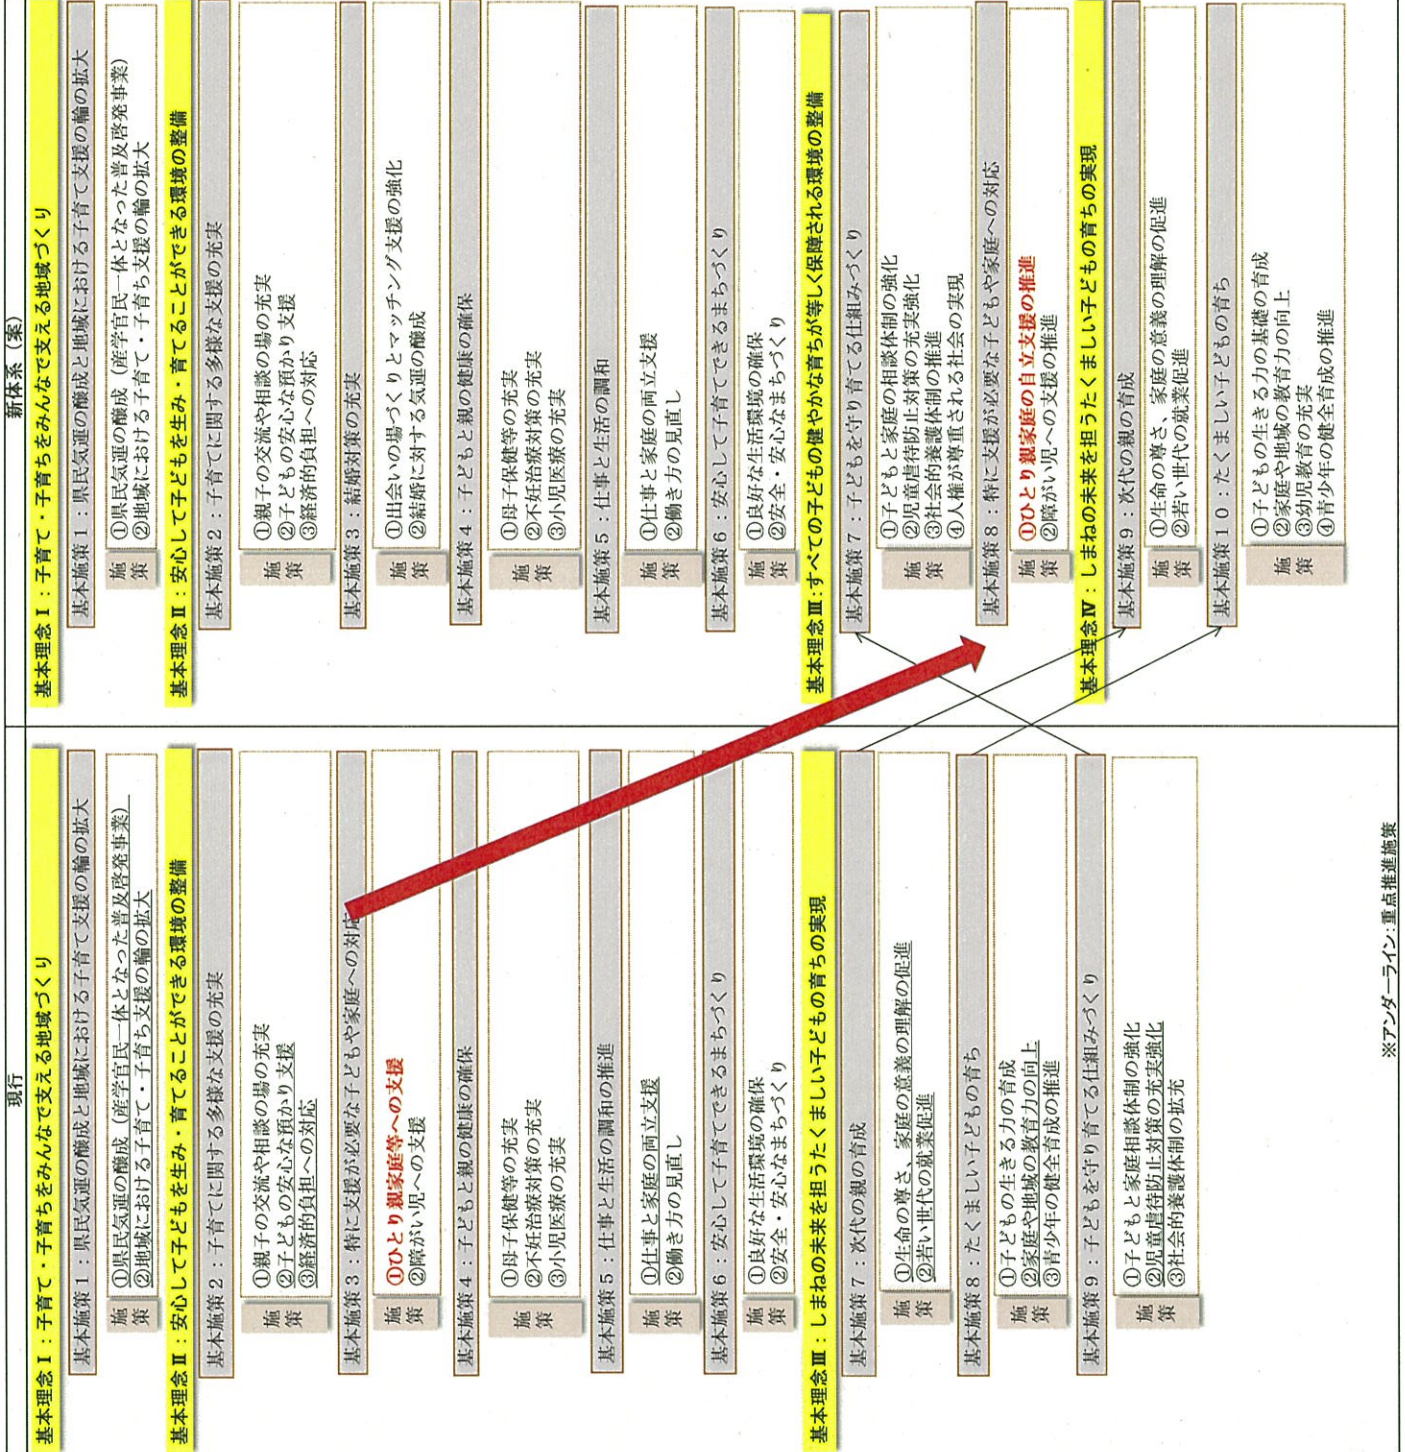 現行
基本理念Ⅰ：子育て・子育ちをみんなで支える地域づくり
基本施策1：県民気運の醸成と地域における子育て支援の輪の拡大
施策
①県民気運の醸成（産学官民一体となった普及啓発事業）
②地域における子育て・子育ち支援の輪の拡大
基本理念Ⅱ：安心して子どもを生み・育てることができる環境の整備
基本施策2：子育てに関する多様な支援の充実
施策
①親子の交流や相談の場の充実
②子どもの安心な預かり支援
③経済的負担への対応
基本施策3：特に支援が必要な子どもや家庭への対応
施策
①ひとり親家庭等への支援
②障がい児への支援
基本施策4：子どもと親の健康の確保
施策
①母子保健等の充実
②不妊治療対策の充実
③小児医療の充実
基本施策5：仕事と生活の調和の推進
施策
①仕事と家庭の両立支援
②働き方の見直し
基本施策6：安心して子育てできるまちづくり
施策
①良好な生活環境の確保
②安全・安心なまちづくり
基本理念Ⅲ：しまねの未来を担うたくましい子どもの育ちの実現
基本施策7：次代の親の育成
施策
①生命の尊さ、家庭の意義の理解の促進
②若い世代の就業促進
基本施策8：たくましい子どもの育ち
施策
①子どもの生きる力の育成
②家庭や地域の教育力の向上
③青少年の健全育成の推進
基本施策9：子どもを守り育てる仕組みづくり
施策
①子どもと家庭相談体制の強化
②児童虐待防止対策の充実強化
③社会的養護体制の拡充
※アンダーライン：重点推進施策
新体系（案）
基本理念Ⅰ：子育て・子育ちをみんなで支える地域づくり
基本施策1：県民気運の醸成と地域における子育て支援の輪の拡大
施策
①県民気運の醸成（産学官民一体となった普及啓発事業）
②地域における子育て・子育ち支援の輪の拡大
基本理念Ⅱ：安心して子どもを生み・育てることができる環境の整備
基本施策2：子育てに関する多様な支援の充実
施策
①親子の交流や相談の場の充実
②子どもの安心な預かり支援
③経済的負担への対応
基本施策3：結婚対策の充実
施策
①出会いの場づくりとマッチング支援の強化
②結婚に対する気運の醸成
基本施策4：子どもと親の健康の確保
施策
①母子保健等の充実
②不妊治療対策の充実
③小児医療の充実
基本施策5：仕事と生活の調和
施策
①仕事と家庭の両立支援
②働き方の見直し
基本施策6：安心して子育てできるまちづくり
施策
①良好な生活環境の確保
②安全・安心なまちづくり
基本理念Ⅲ：すべての子どもの健やかな育ちが等しく保障される環境の整備
基本施策7：子どもを守り育てる仕組みづくり
施策
①子どもと家庭の相談体制の強化
②児童虐待防止対策の充実強化
③社会的養護体制の推進
④人権が尊重される社会の実現
基本施策8：特に支援が必要な子どもや家庭への対応
施策
①ひとり親家庭の自立支援の推進
②障がい児への支援の推進
基本理念Ⅳ：しまねの未来を担うたくましい子どもの育ちの実現
基本施策9：次代の親の育成
施策
①生命の尊さ、家庭の意義の理解の促進
②若い世代の就業促進
基本施策10：たくましい子どもの育ち
施策
①子どもの生きる力の基礎の育成
②家庭や地域の教育力の向上
③幼児教育の充実
④青少年の健全育成の推進